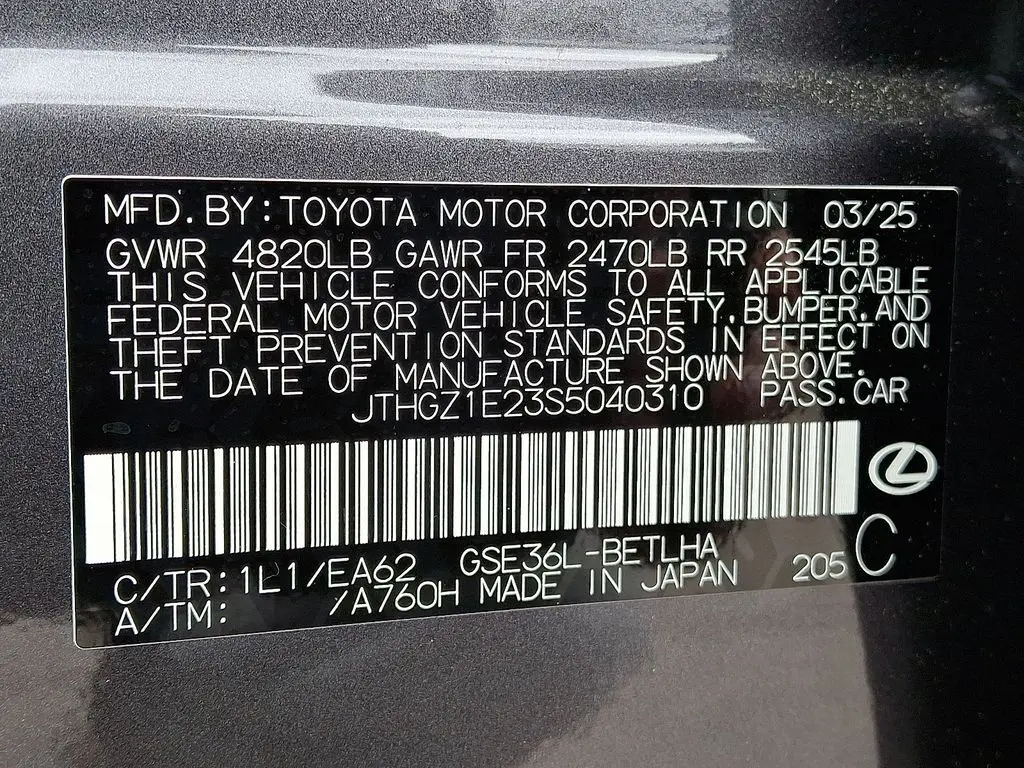 MFD.BY:TOYOTA MOTOR CORPORATION 03/25
GVWR 4820LB GAWR FR 2470LB RR 2545LB
THIS VEHICLE CONFORMS TO ALL APPLICABLE
FEDERAL MOTOR VEHICLE SAFETY,BUMPER,AND
THEFT PREVENTION STANDARDS IN EFFECT ON
THE DATE OF MANUFACTURE SHOWN ABOVE.
JTHGZ1E23S5040310 PASS.CAR
GSE36L-BETLHA
C/TR:1L1/EA62
A/TM: /A760H MADE IN JAPAN 205 C